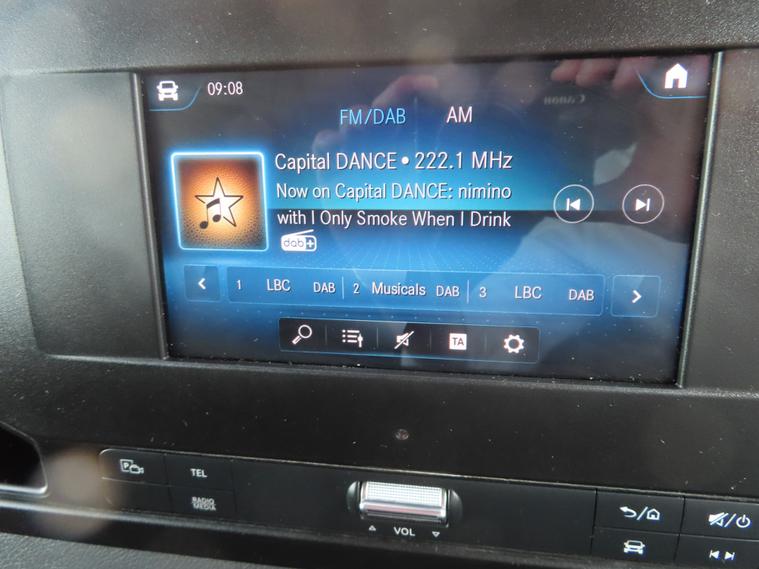 09:08
FM/DAB AM
Capital DANCE • 222.1 MHz
Now on Capital DANCE: nimino
with I Only Smoke When I Drink
dab+
1 LBC DAB 2 Musicals DAB 3 LBC DAB
TA
P TEL
RADIO
MEDIA
VOL
Canon